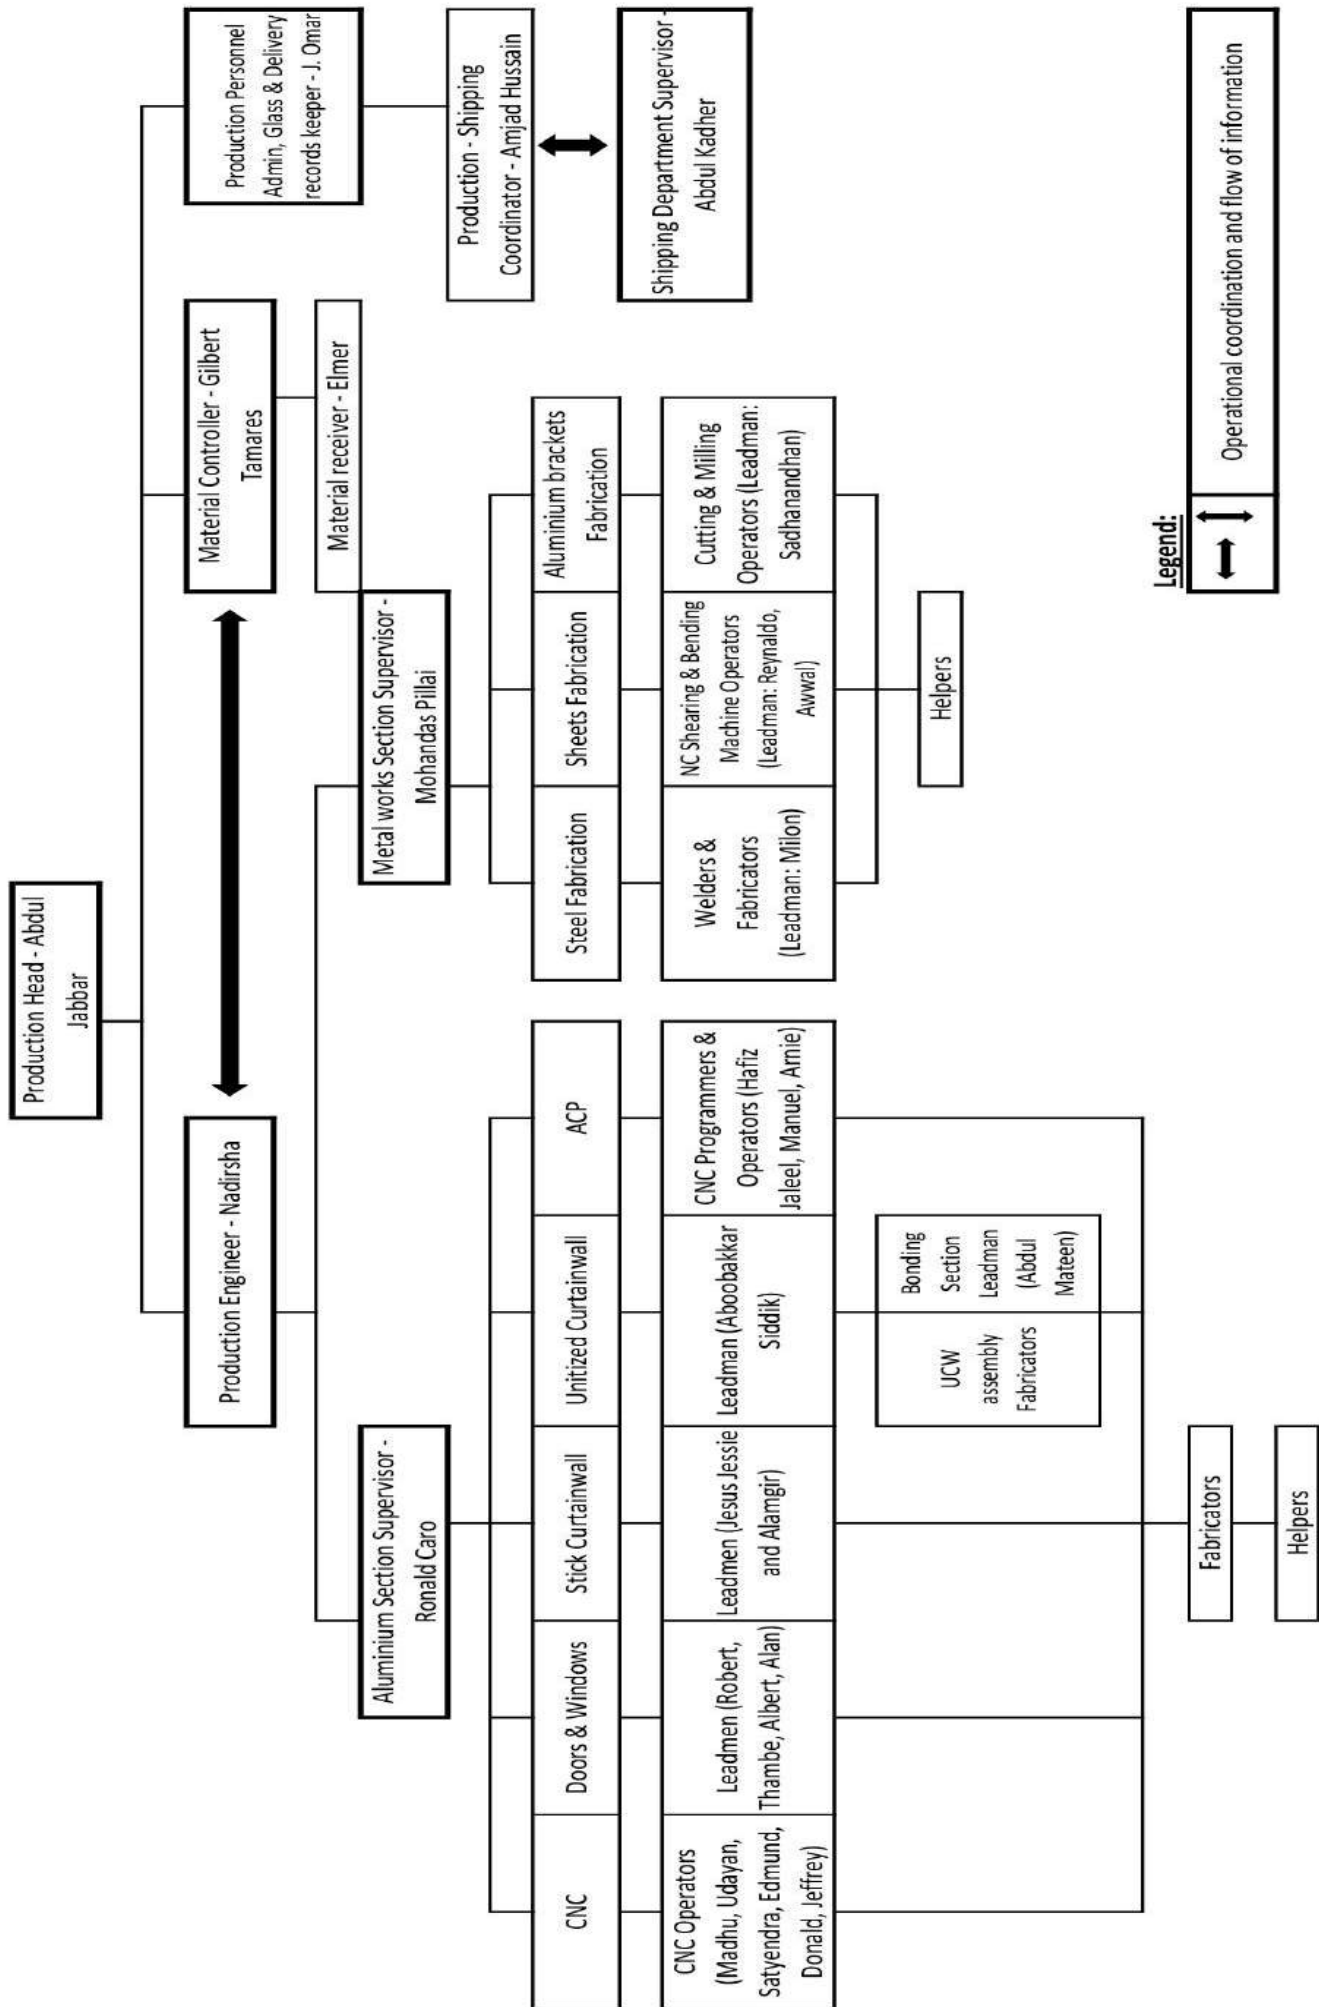 Production Head - Abdul
Jabbar
Production Engineer - Nadirsha
Material Controller - Gilbert
Tamares
Production Personnel
Admin, Glass & Delivery
records keeper - J. Omar
Material receiver - Elmer
Aluminium Section Supervisor -
Ronald Caro
Metal works Section Supervisor -
Mohandas Pillai
Production - Shipping
Coordinator - Amjad Hussain
CNC
Doors & Windows
Stick Curtainwall
Unitized Curtainwall
ACP
Steel Fabrication
Sheets Fabrication
Aluminium brackets
Fabrication
Shipping Department Supervisor -
Abdul Kadher
CNC Operators
(Madhu, Udayan,
Satyendra, Edmund,
Donald, Jeffrey)
Leadmen (Robert,
Thambe, Albert, Alan)
Leadmen (Jesus Jessie
and Alamgir)
Leadman (Aboobakkar
Siddik)
CNC Programmers &
Operators (Hafiz
Jaleel, Manuel, Arnie)
Welders &
Fabricators
(Leadman: Milon)
NC Shearing & Bending
Machine Operators
(Leadman: Reynaldo,
Awwal)
Cutting & Milling
Operators (Leadman:
Sadhanandhan)
UCW
assembly
Fabricators
Bonding
Section
Leadman
(Abdul
Mateen)
Helpers
Fabricators
Helpers
Legend:
Operational coordination and flow of information